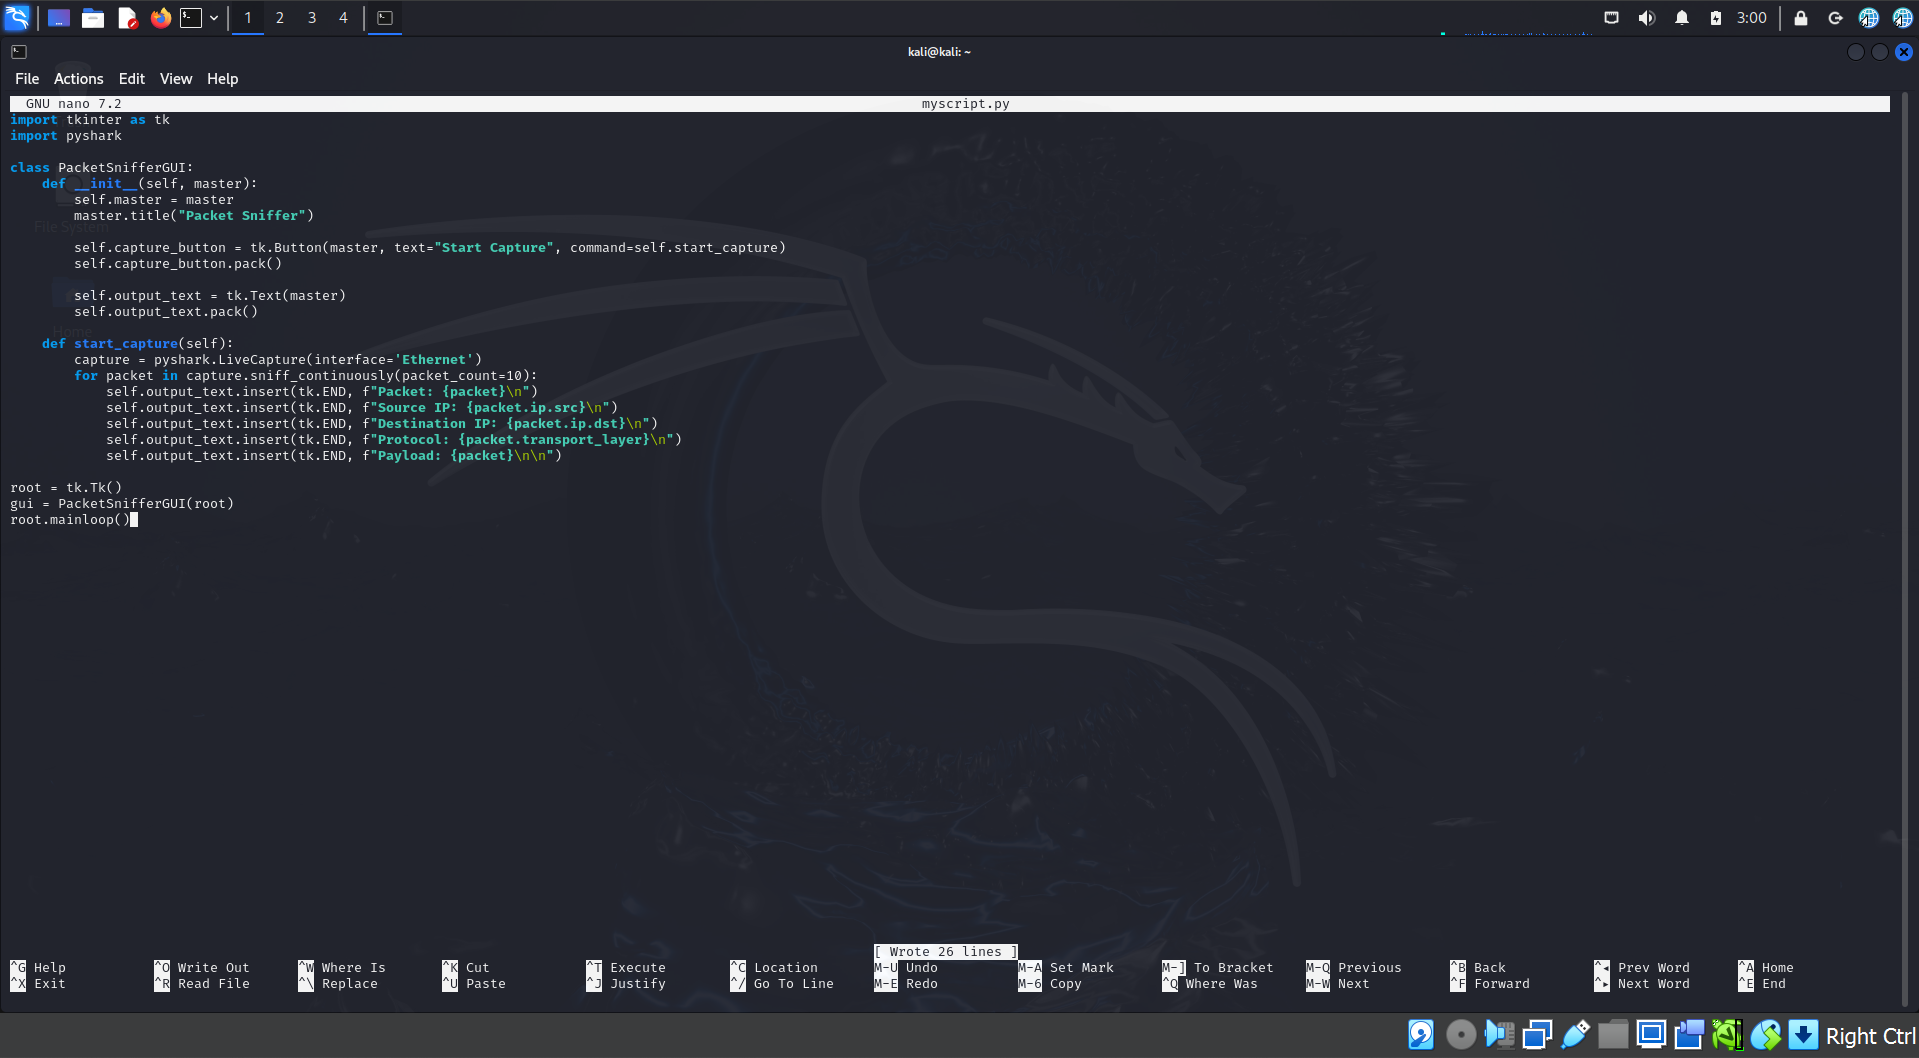 1 2 3 4 3:00
kali@kali: ~
File Actions Edit View Help
GNU nano 7.2 myscript.py
import tkinter as tk
import pyshark
class PacketSnifferGUI:
    def __init__(self, master):
        self.master = master
        master.title("Packet Sniffer")
File System
        self.capture_button = tk.Button(master, text="Start Capture", command=self.start_capture)
        self.capture_button.pack()
        self.output_text = tk.Text(master)
        self.output_text.pack()
Home
    def start_capture(self):
        capture = pyshark.LiveCapture(interface='Ethernet')
        for packet in capture.sniff_continuously(packet_count=10):
            self.output_text.insert(tk.END, f"Packet: {packet}\n")
            self.output_text.insert(tk.END, f"Source IP: {packet.ip.src}\n")
            self.output_text.insert(tk.END, f"Destination IP: {packet.ip.dst}\n")
            self.output_text.insert(tk.END, f"Protocol: {packet.transport_layer}\n")
            self.output_text.insert(tk.END, f"Payload: {packet}\n\n")
root = tk.Tk()
gui = PacketSnifferGUI(root)
root.mainloop()
[ Wrote 26 lines ]
^G Help ^O Write Out ^W Where Is ^K Cut ^T Execute ^C Location M-U Undo M-A Set Mark M-] To Bracket M-Q Previous ^B Back ^◂ Prev Word ^A Home
^X Exit ^R Read File ^\ Replace ^U Paste ^J Justify ^/ Go To Line M-E Redo M-6 Copy ^Q Where Was M-W Next ^F Forward ^▸ Next Word ^E End
Right Ctrl